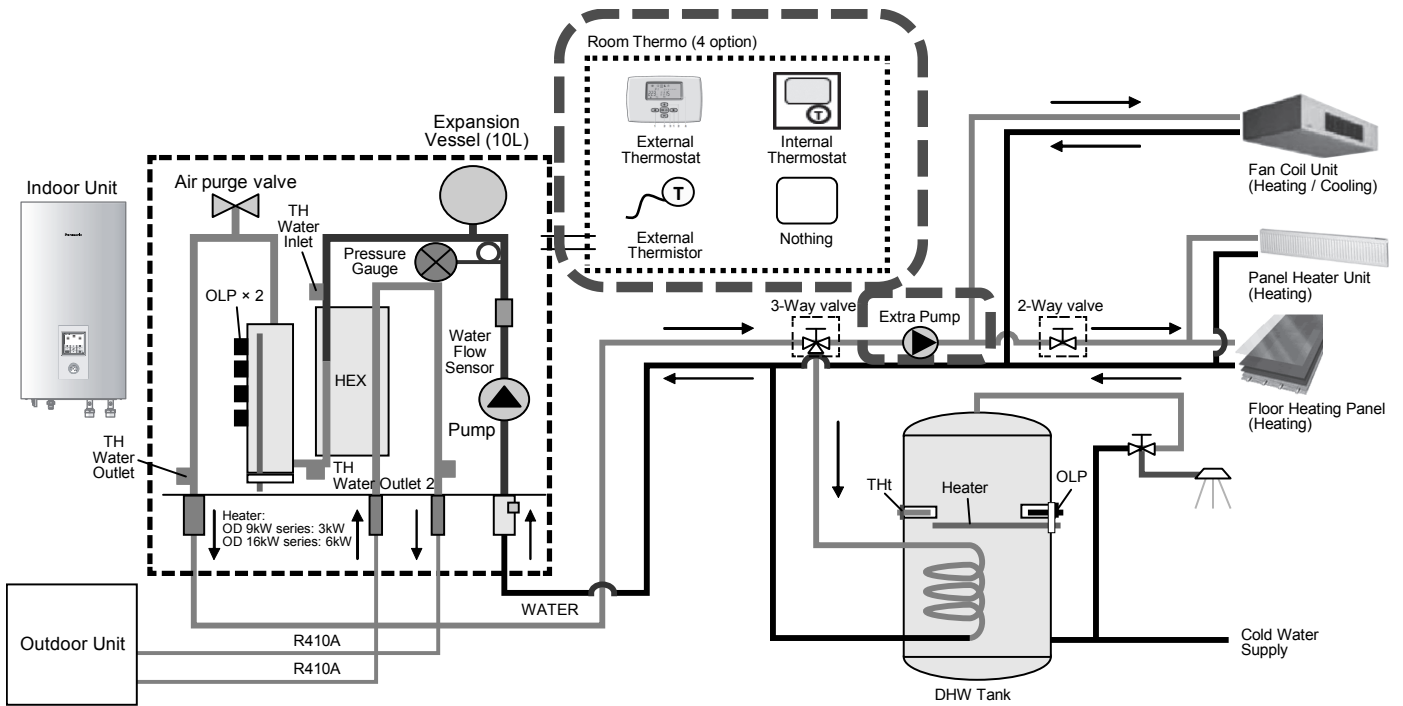 Room Thermo (4 option)
External
Thermostat
Internal
Thermostat
T
T
External
Thermistor
Nothing
Expansion
Vessel (10L)
Indoor Unit
Panasonic
Air purge valve
TH
Water
Inlet
Pressure
Gauge
OLP × 2
HEX
Water
Flow
Sensor
Pump
TH
Water
Outlet
TH
Water Outlet 2
Heater:
OD 9kW series: 3kW
OD 16kW series: 6kW
Outdoor Unit
R410A
R410A
WATER
3-Way valve
Extra Pump
2-Way valve
Fan Coil Unit
(Heating / Cooling)
Panel Heater Unit
(Heating)
Floor Heating Panel
(Heating)
THt
Heater
OLP
DHW Tank
Cold Water
Supply